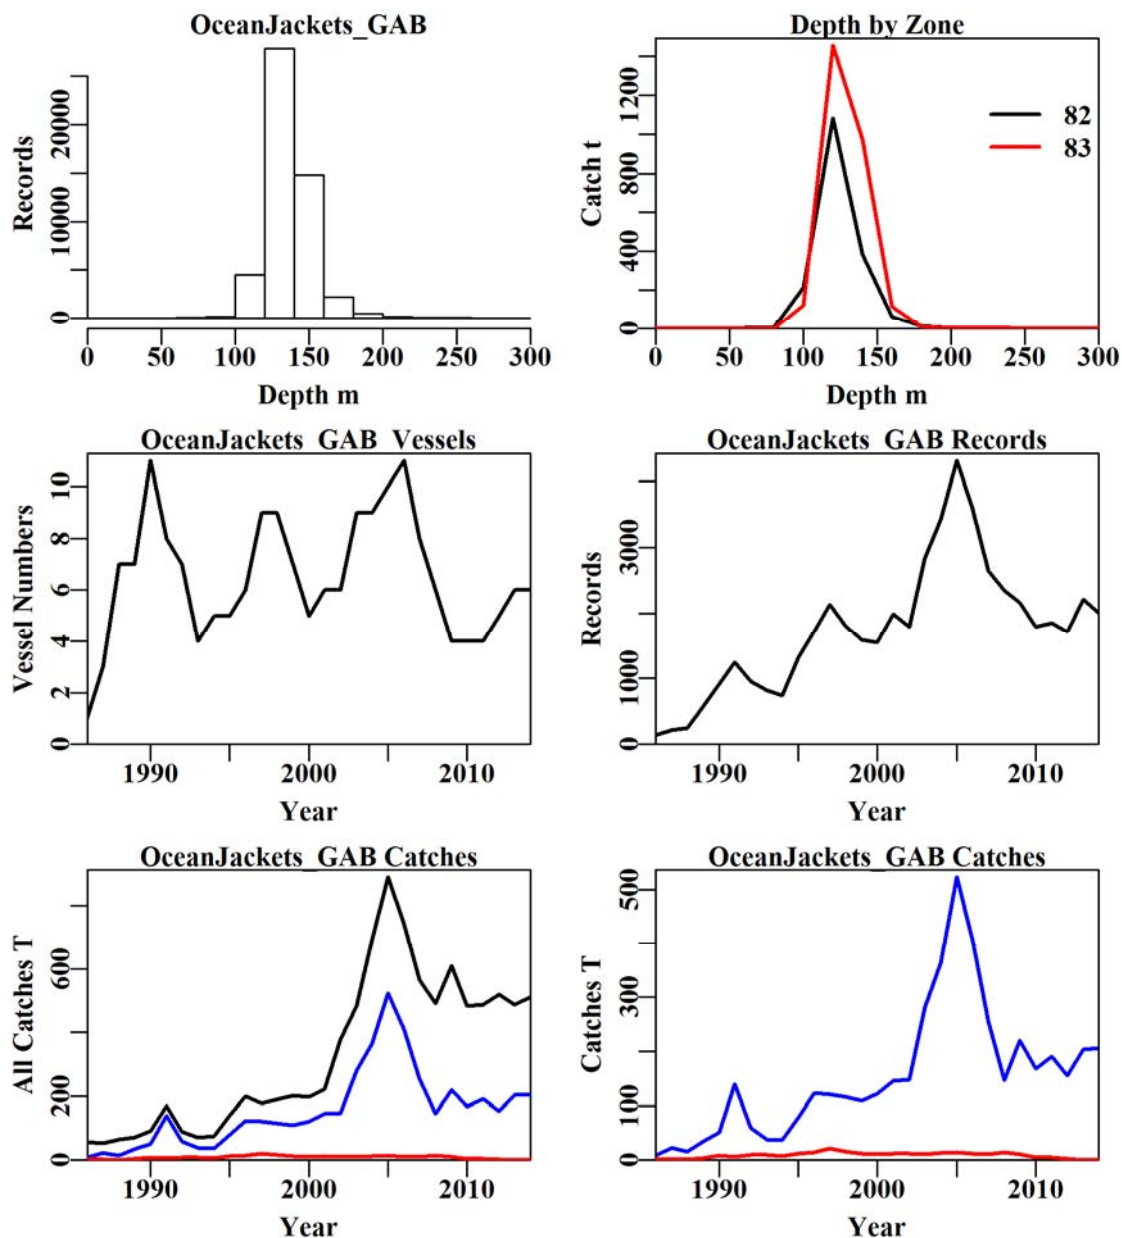 OceanJackets_GAB
Records
0 10000 20000
0 50 100 150 200 250 300
Depth m
Depth by Zone
Catch t
0 400 800 1200
82
83
0 50 100 150 200 250 300
Depth m
OceanJackets_GAB_Vessels
Vessel Numbers
0 2 4 6 8 10
1990 2000 2010
Year
OceanJackets_GAB Records
Records
0 1000 3000
1990 2000 2010
Year
OceanJackets_GAB Catches
All Catches T
0 200 600
1990 2000 2010
Year
OceanJackets_GAB Catches
Catches T
0 100 300 500
1990 2000 2010
Year